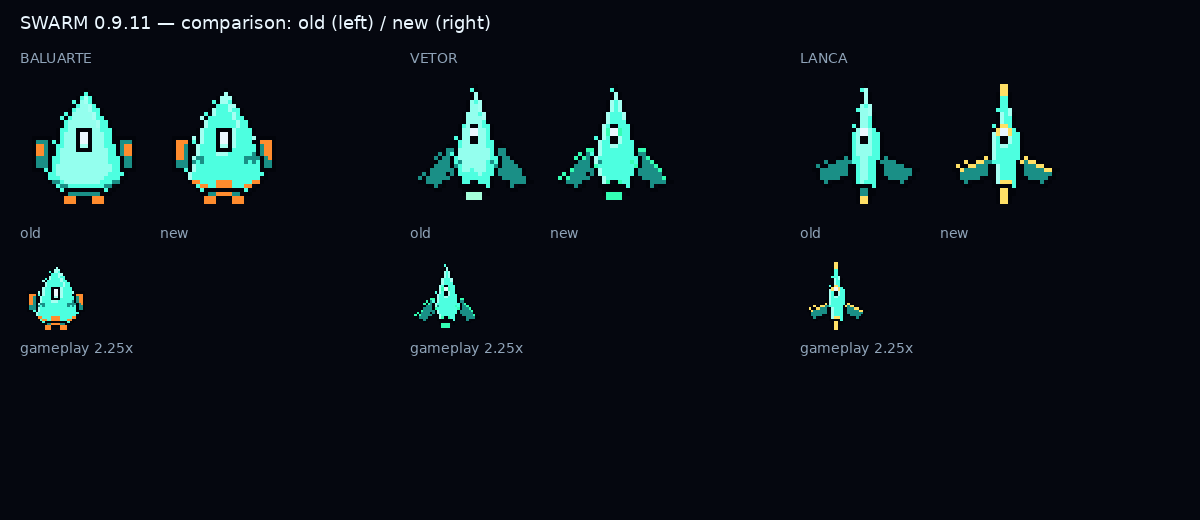 SWARM 0.9.11 — comparison: old (left) / new (right)
BALUARTE VETOR LANCA
old new old new old new
gameplay 2.25x gameplay 2.25x gameplay 2.25x